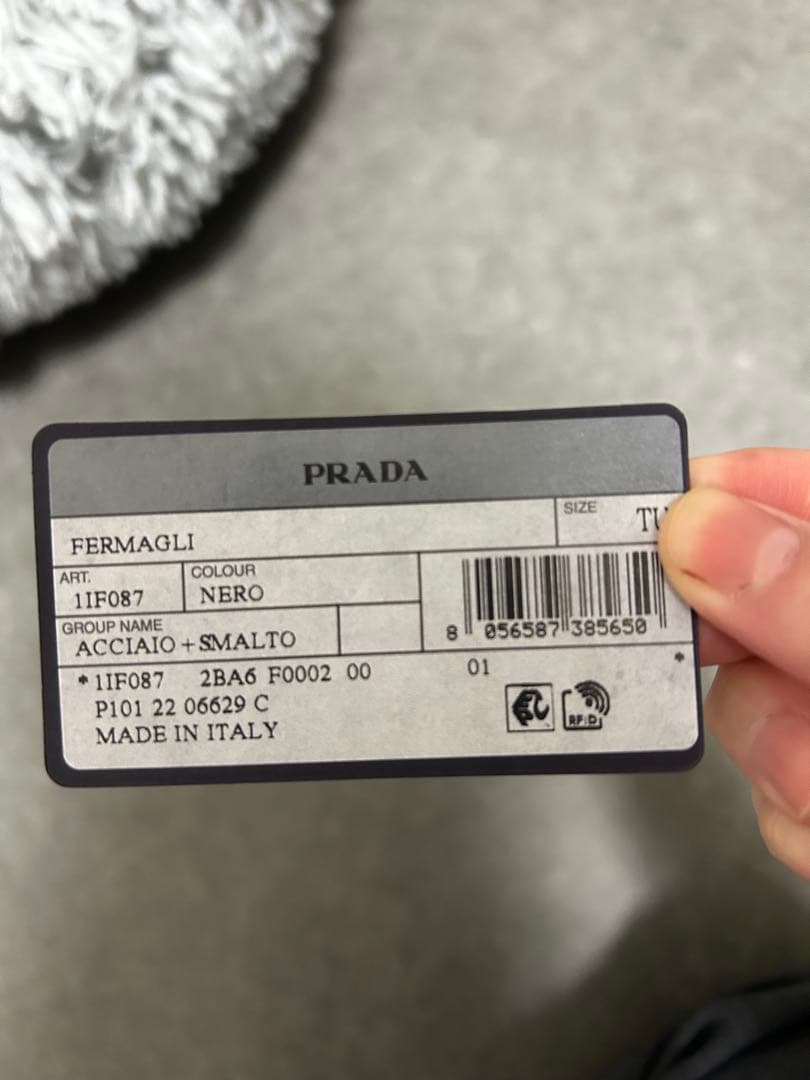 PRADA
FERMAGLI
SIZE
TU
ART.
1IF087
COLOUR
NERO
GROUP NAME
ACCIAIO+SMALTO
8 056587 385650
*1IF087 2BA6 F0002 00 01 *
P101 22 06629 C
MADE IN ITALY
RFID